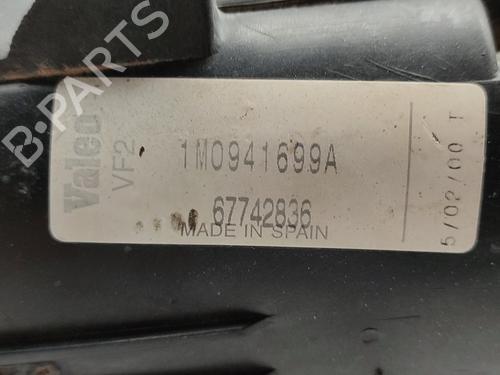 B-PARTS
Valeo
VF2
1M0941699A
67742836
MADE IN SPAIN
5/02/00 T